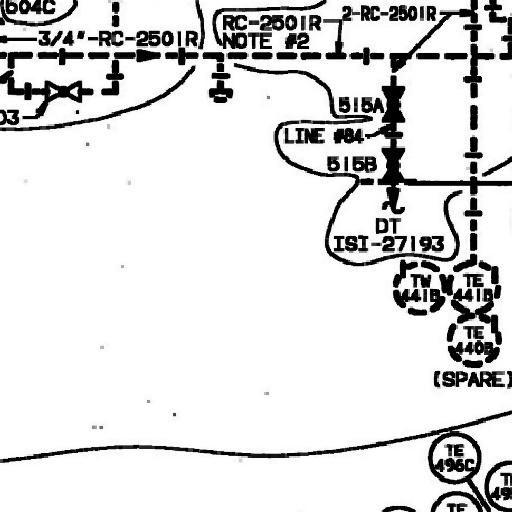 604C
2-RC-2501R
RC-2501R
NOTE #2
3/4"-RC-2501R
03
515A
LINE #84
515B
DT
ISI-27193
TW
441B
TE
441B
TE
440B
(SPARE)
TE
496C
TE
49
TE